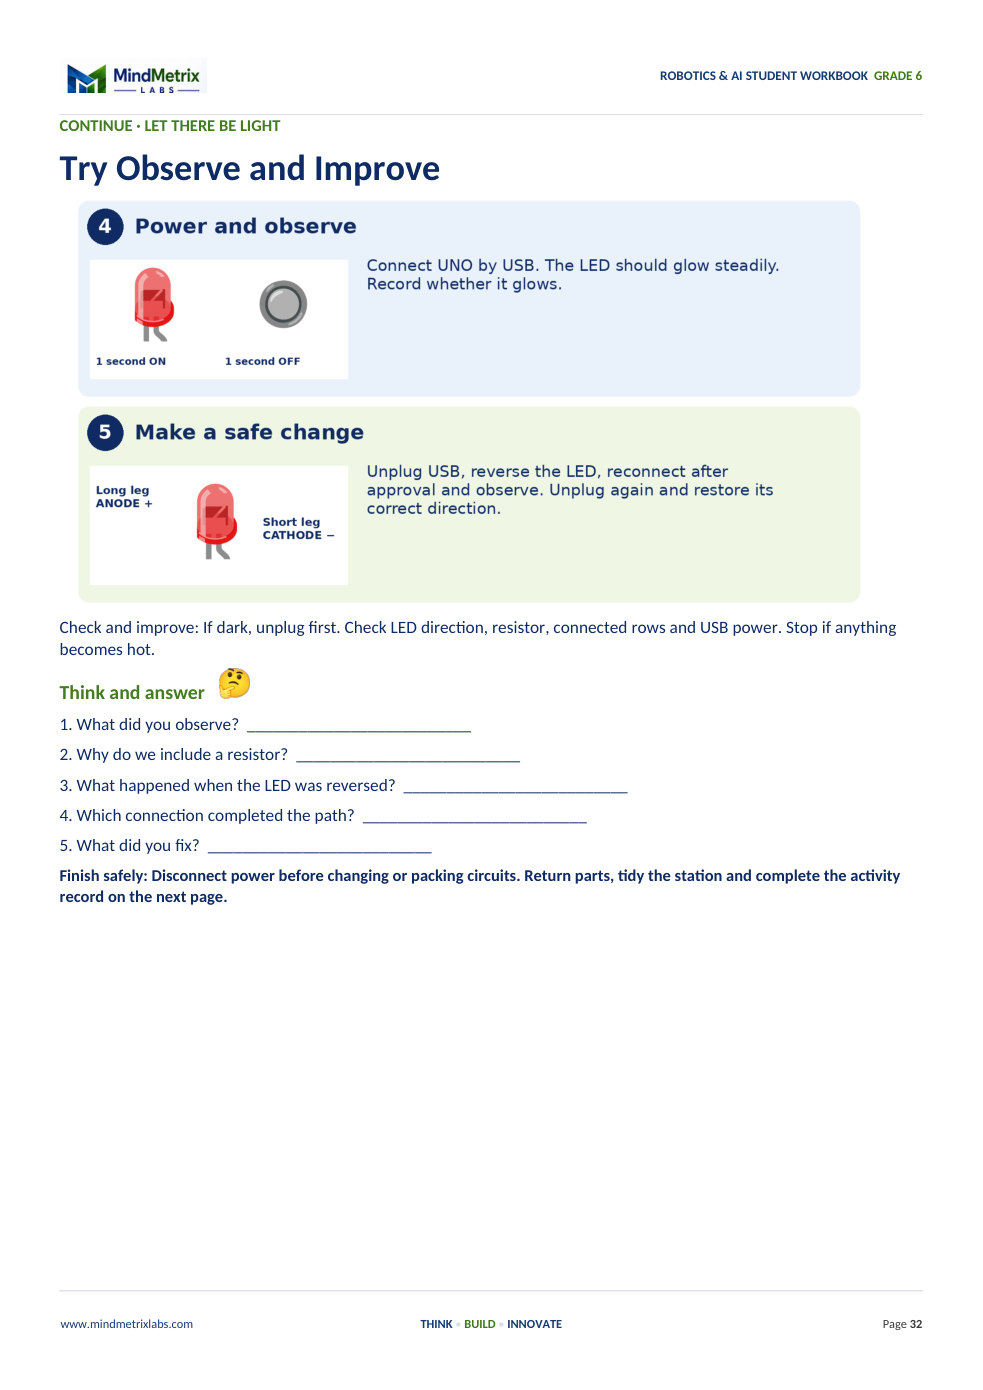 MindMetrix
LABS
ROBOTICS & AI STUDENT WORKBOOK GRADE 6
CONTINUE · LET THERE BE LIGHT
Try Observe and Improve
4 Power and observe
Connect UNO by USB. The LED should glow steadily.
Record whether it glows.
1 second ON
1 second OFF
5 Make a safe change
Long leg
ANODE +
Short leg
CATHODE −
Unplug USB, reverse the LED, reconnect after
approval and observe. Unplug again and restore its
correct direction.
Check and improve: If dark, unplug first. Check LED direction, resistor, connected rows and USB power. Stop if anything
becomes hot.
Think and answer
1. What did you observe? __________________________
2. Why do we include a resistor? __________________________
3. What happened when the LED was reversed? __________________________
4. Which connection completed the path? __________________________
5. What did you fix? __________________________
Finish safely: Disconnect power before changing or packing circuits. Return parts, tidy the station and complete the activity
record on the next page.
www.mindmetrixlabs.com
THINK • BUILD • INNOVATE
Page 32